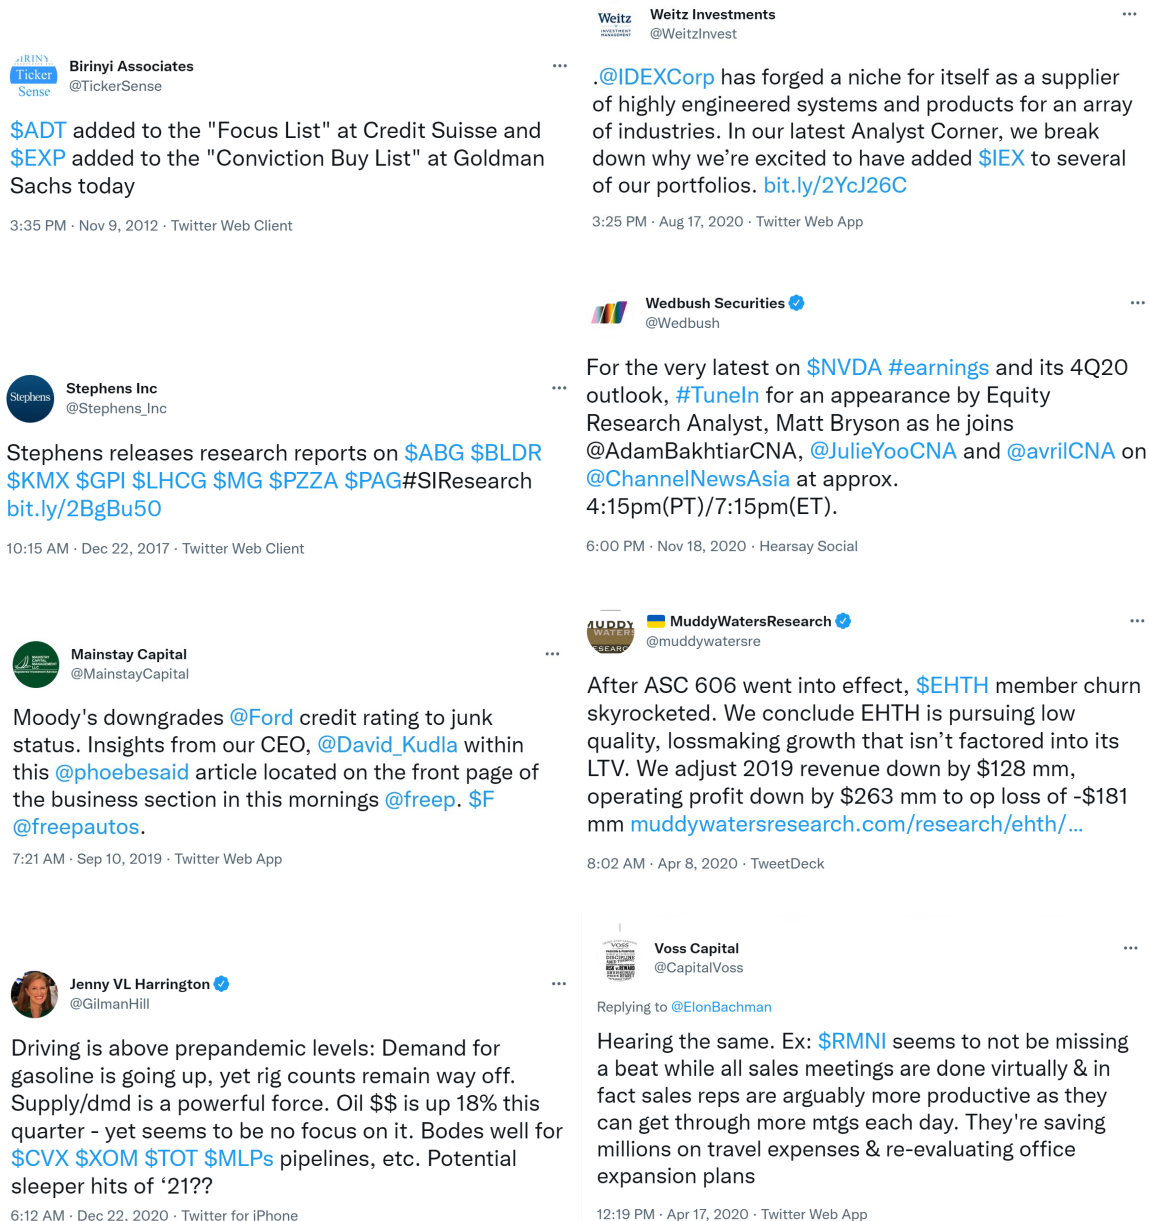 Birinyi Associates
@TickerSense
$ADT added to the "Focus List" at Credit Suisse and
$EXP added to the "Conviction Buy List" at Goldman
Sachs today
3:35 PM · Nov 9, 2012 · Twitter Web Client
Stephens
Stephens Inc
@Stephens_Inc
Stephens releases research reports on $ABG $BLDR
$KMX $GPI $LHCG $MG $PZZA $PAG#SIResearch
bit.ly/2BgBu50
10:15 AM · Dec 22, 2017 · Twitter Web Client
Mainstay Capital
@MainstayCapital
Moody's downgrades @Ford credit rating to junk
status. Insights from our CEO, @David_Kudla within
this @phoebesaid article located on the front page of
the business section in this mornings @freep. $F
@freepautos.
7:21 AM · Sep 10, 2019 · Twitter Web App
Jenny VL Harrington
@GilmanHill
Driving is above prepandemic levels: Demand for
gasoline is going up, yet rig counts remain way off.
Supply/dmd is a powerful force. Oil $$ is up 18% this
quarter - yet seems to be no focus on it. Bodes well for
$CVX $XOM $TOT $MLPs pipelines, etc. Potential
sleeper hits of ‘21??
6:12 AM · Dec 22, 2020 · Twitter for iPhone
Weitz
INVESTMENT
MANAGEMENT
Weitz Investments
@WeitzInvest
.@IDEXCorp has forged a niche for itself as a supplier
of highly engineered systems and products for an array
of industries. In our latest Analyst Corner, we break
down why we’re excited to have added $IEX to several
of our portfolios. bit.ly/2YcJ26C
3:25 PM · Aug 17, 2020 · Twitter Web App
Wedbush Securities
@Wedbush
For the very latest on $NVDA #earnings and its 4Q20
outlook, #TuneIn for an appearance by Equity
Research Analyst, Matt Bryson as he joins
@AdamBakhtiarCNA, @JulieYooCNA and @avrilCNA on
@ChannelNewsAsia at approx.
4:15pm(PT)/7:15pm(ET).
6:00 PM · Nov 18, 2020 · Hearsay Social
MuddyWatersResearch
@muddywatersre
After ASC 606 went into effect, $EHTH member churn
skyrocketed. We conclude EHTH is pursuing low
quality, lossmaking growth that isn’t factored into its
LTV. We adjust 2019 revenue down by $128 mm,
operating profit down by $263 mm to op loss of -$181
mm muddywatersresearch.com/research/ehth/…
8:02 AM · Apr 8, 2020 · TweetDeck
Voss Capital
@CapitalVoss
Replying to @ElonBachman
Hearing the same. Ex: $RMNI seems to not be missing
a beat while all sales meetings are done virtually & in
fact sales reps are arguably more productive as they
can get through more mtgs each day. They're saving
millions on travel expenses & re-evaluating office
expansion plans
12:19 PM · Apr 17, 2020 · Twitter Web App